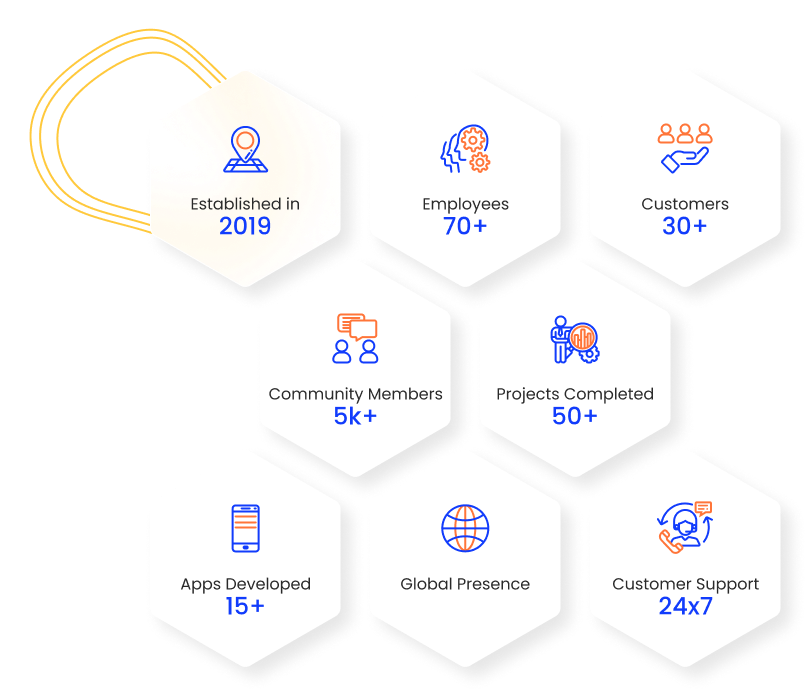 Established in
2019
Employees
70+
Customers
30+
Community Members
5k+
Projects Completed
50+
Apps Developed
15+
Global Presence
Customer Support
24x7